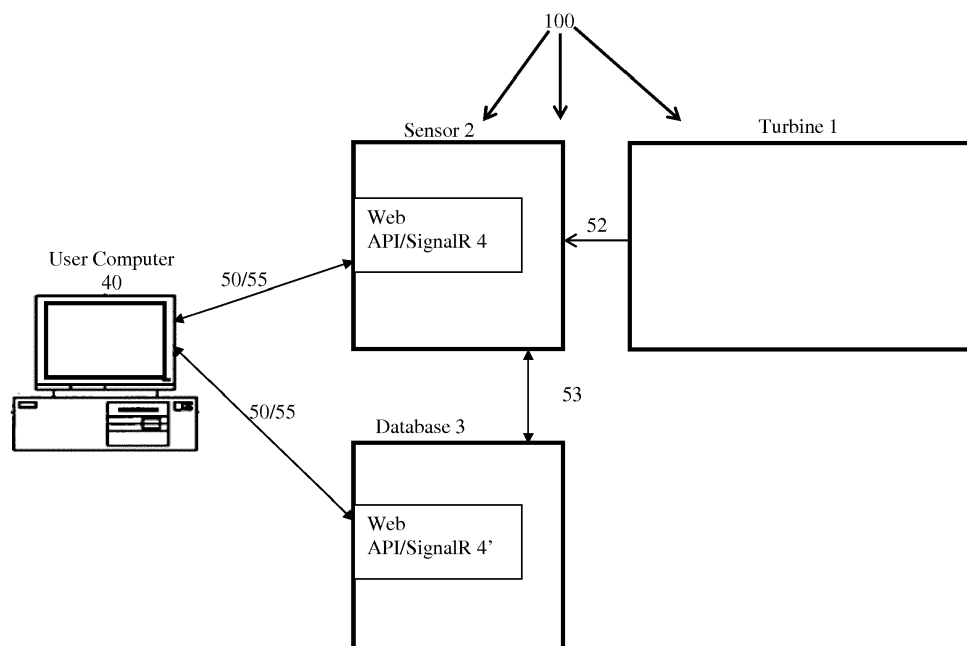 100
Sensor 2
Turbine 1
Web
API/SignalR 4
52
User Computer
40
50/55
53
50/55
Database 3
Web
API/SignalR 4’